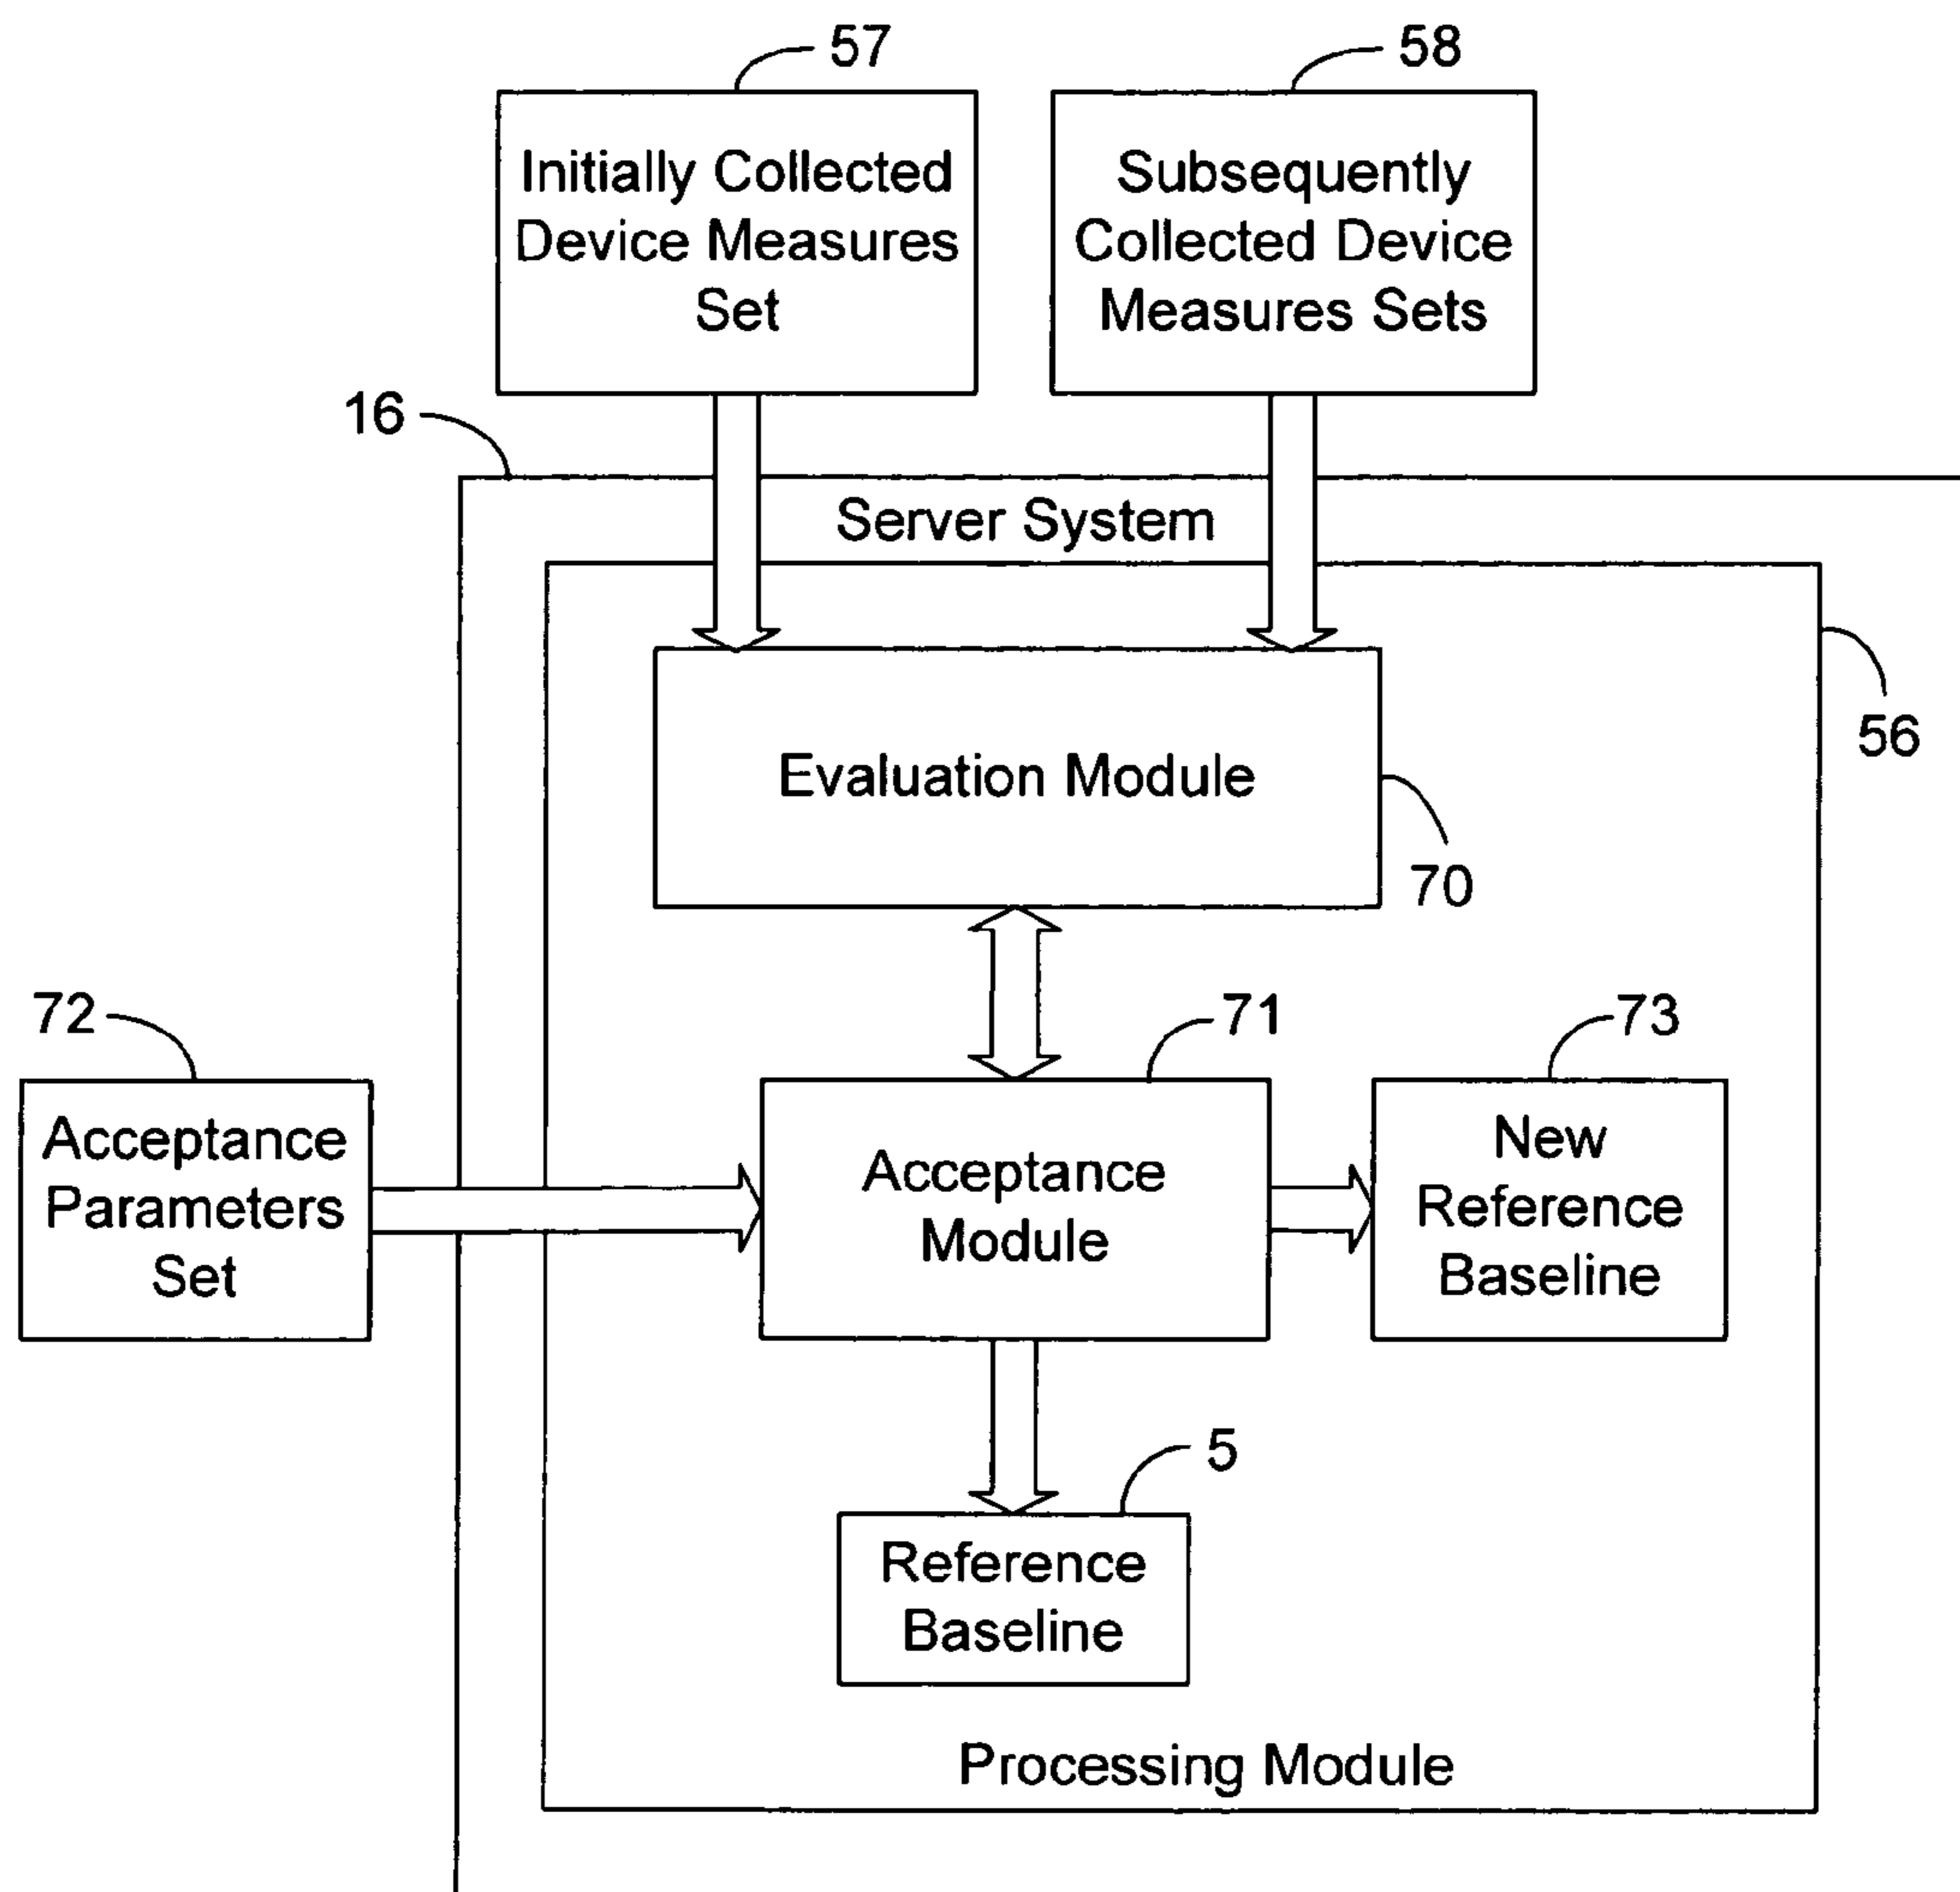 57
58
Initially Collected
Device Measures
Set
Subsequently
Collected Device
Measures Sets
16
Server System
56
Evaluation Module
70
72
71
73
Acceptance
Parameters
Set
Acceptance
Module
New
Reference
Baseline
5
Reference
Baseline
Processing Module